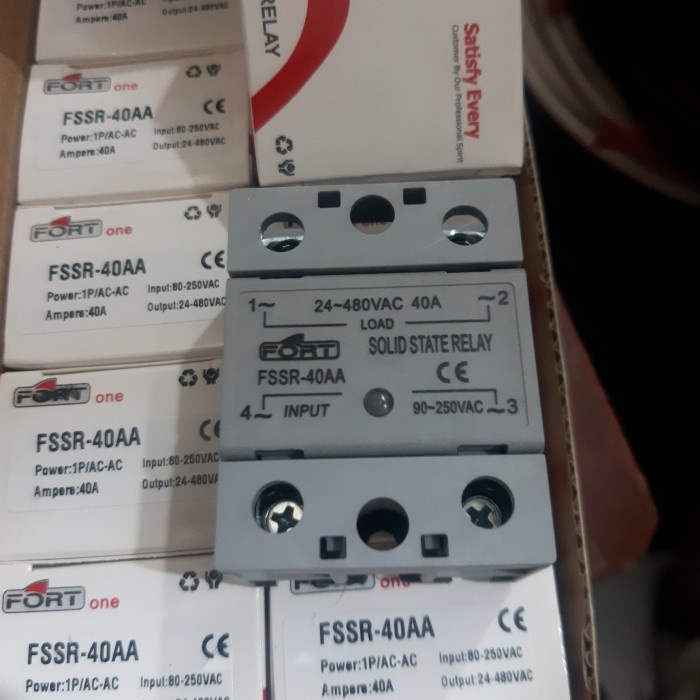 Power:1P/AC-AC
Ampere:40A
Output:24-480VAC
RELAY
Satisfy Every
Customer By Our Professional Spirit
FORT one
FSSR-40AA CE
Power:1P/AC-AC Input:80-250VAC
Ampere:40A Output:24-480VAC
FORT one
FSSR-40AA CE
Power:1P/AC-AC Input:80-250VAC
Ampere:40A Output:24-480VAC
1~ 24~480VAC 40A ~2
LOAD
FORT SOLID STATE RELAY
FSSR-40AA CE
4~ INPUT 90~250VAC ~3
FORT one
FSSR-40AA
Power:1P/AC-AC Input:80-250VAC
Ampere:40A Output:24-480VA
FORT one
FSSR-40AA CE
Power:1P/AC-AC Input:80-250VAC
FSSR-40AA CE
Power:1P/AC-AC Input:80-250VAC
Ampere:40A Output:24-480VAC